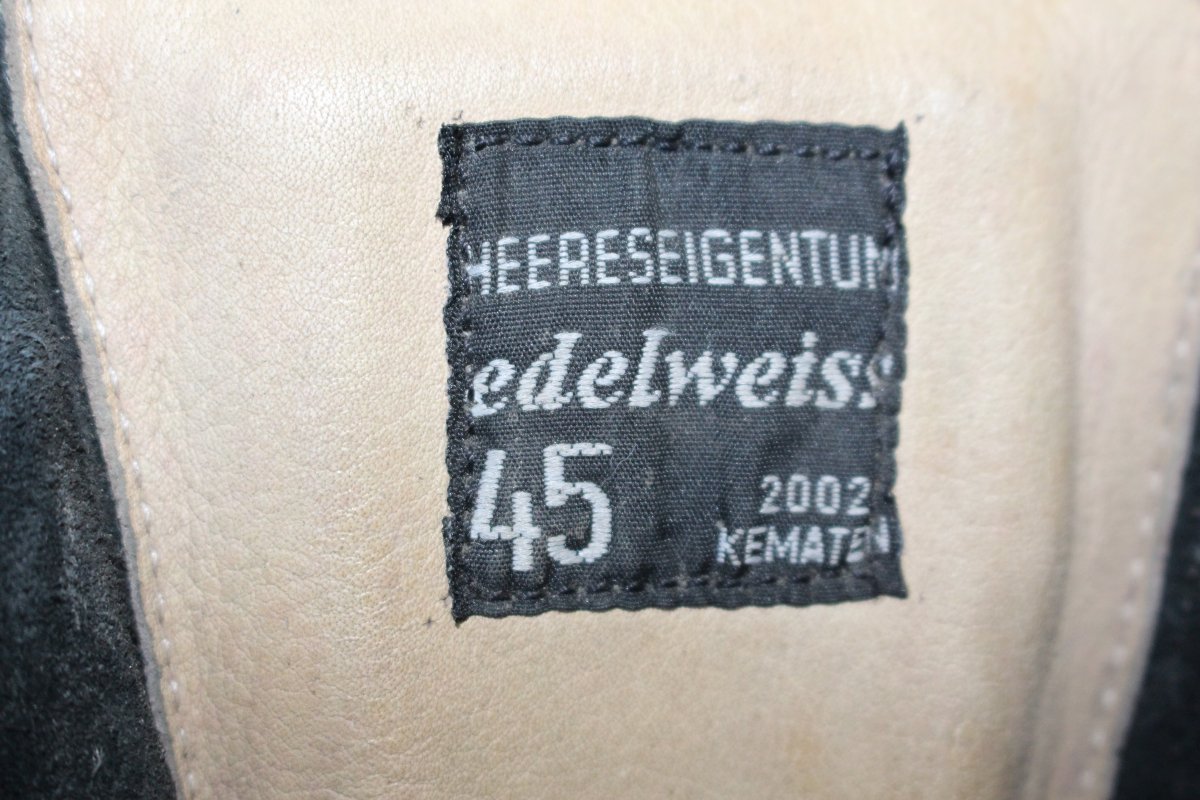 HEERESEIGENTUM
edelweiss
45
2002
KEMATEN